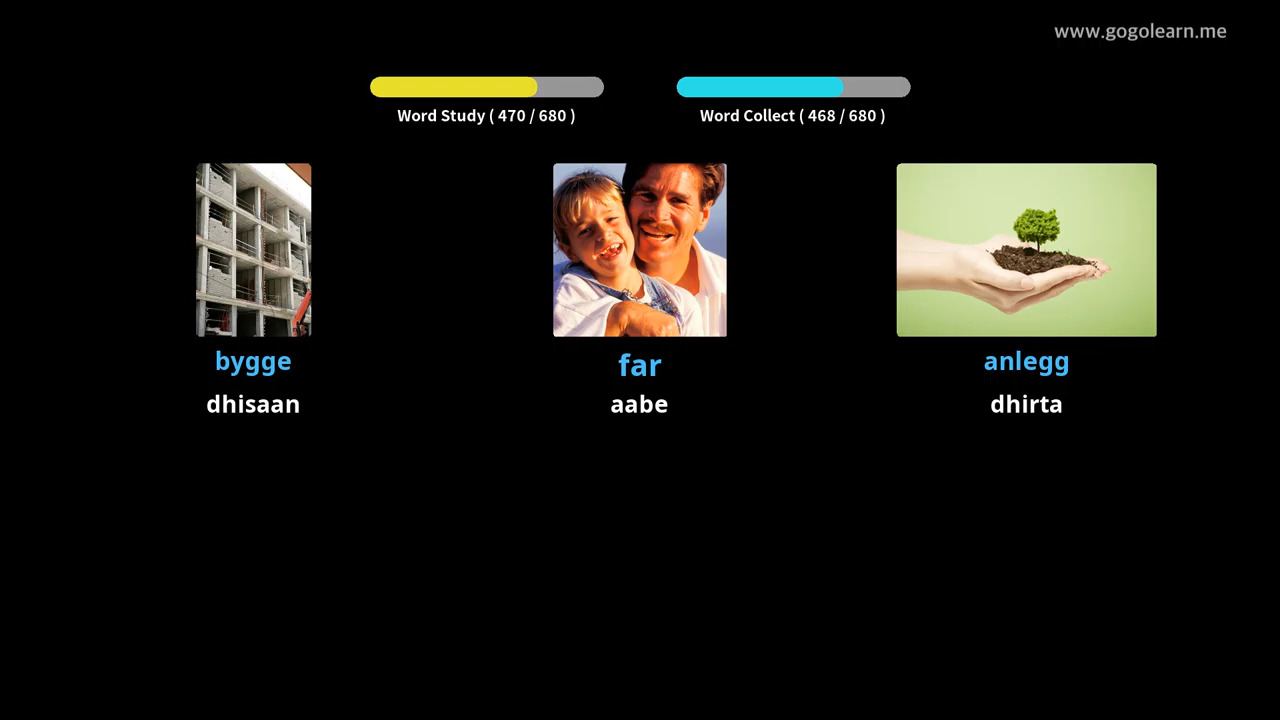 www.gogolearn.me
Word Study ( 470 / 680 )
Word Collect ( 468 / 680 )
bygge
far
anlegg
dhisaan
aabe
dhirta